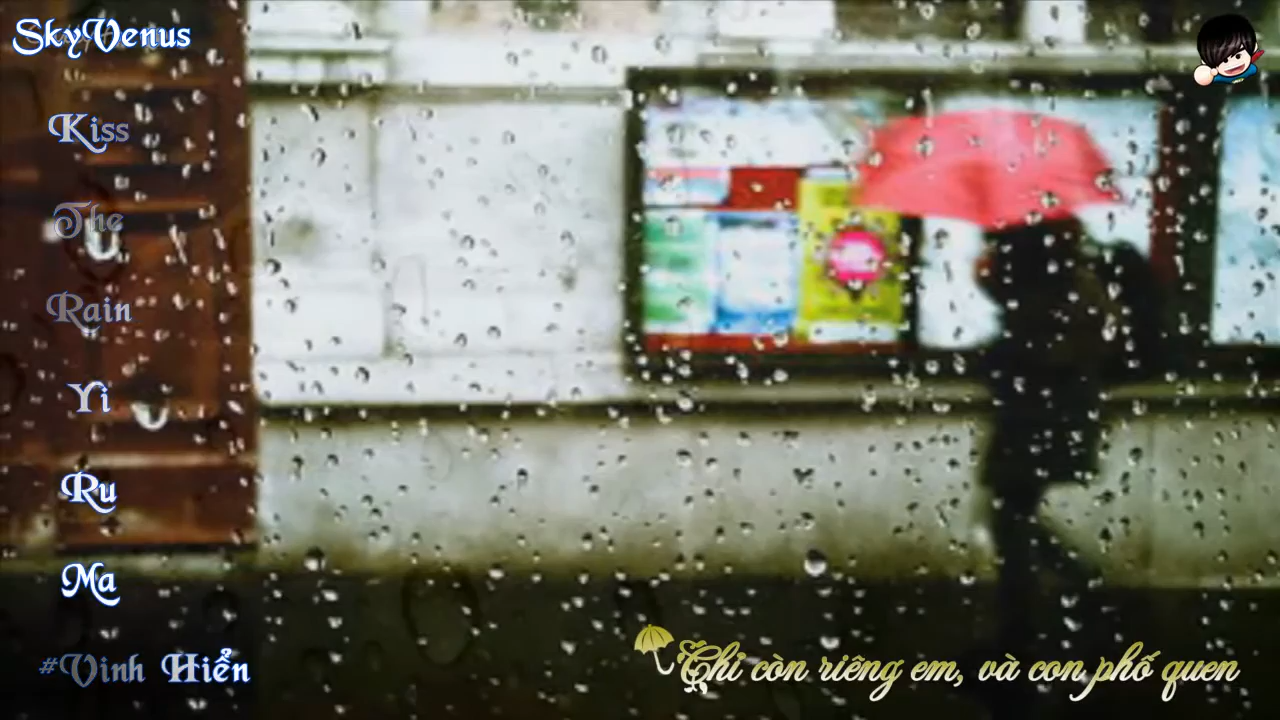 SkyVenus
Kiss
The
Rain
Yi
Ru
Ma
#Vinh Hiển
Chỉ còn riêng em, và con phố quen